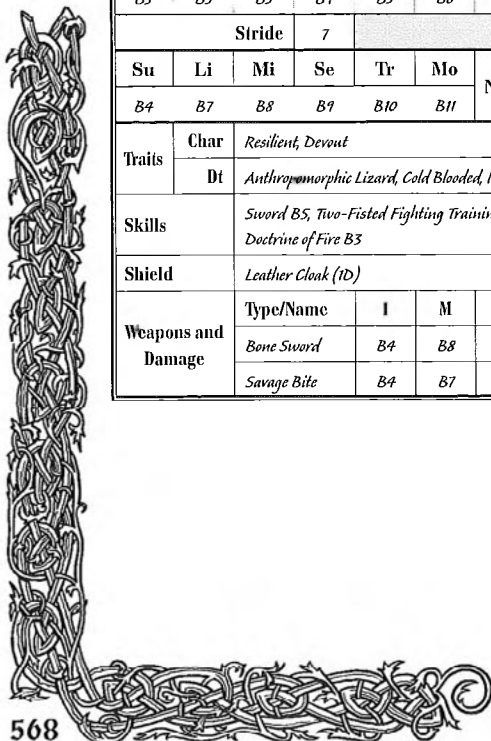 Stride 7
Su Li Mi Se Tr Mo
B4 B7 B8 B9 B10 B11
Traits Char Resilient, Devout
Dt Anthropomorphic Lizard, Cold Blooded,
Skills Sword B5, Two-Fisted Fighting
Doctrine of Fire B3
Shield Leather Cloak (1D)
Weapons and Damage Type/Name I M
Bone Sword B4 B8
Savage Bite B4 B7
568